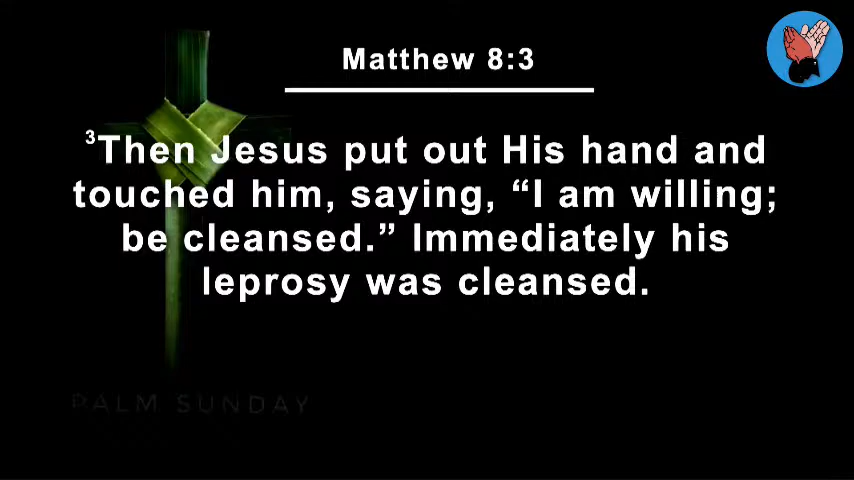 Matthew 8:3
3Then Jesus put out His hand and
touched him, saying, “I am willing;
be cleansed.” Immediately his
leprosy was cleansed.
PALM SUNDAY